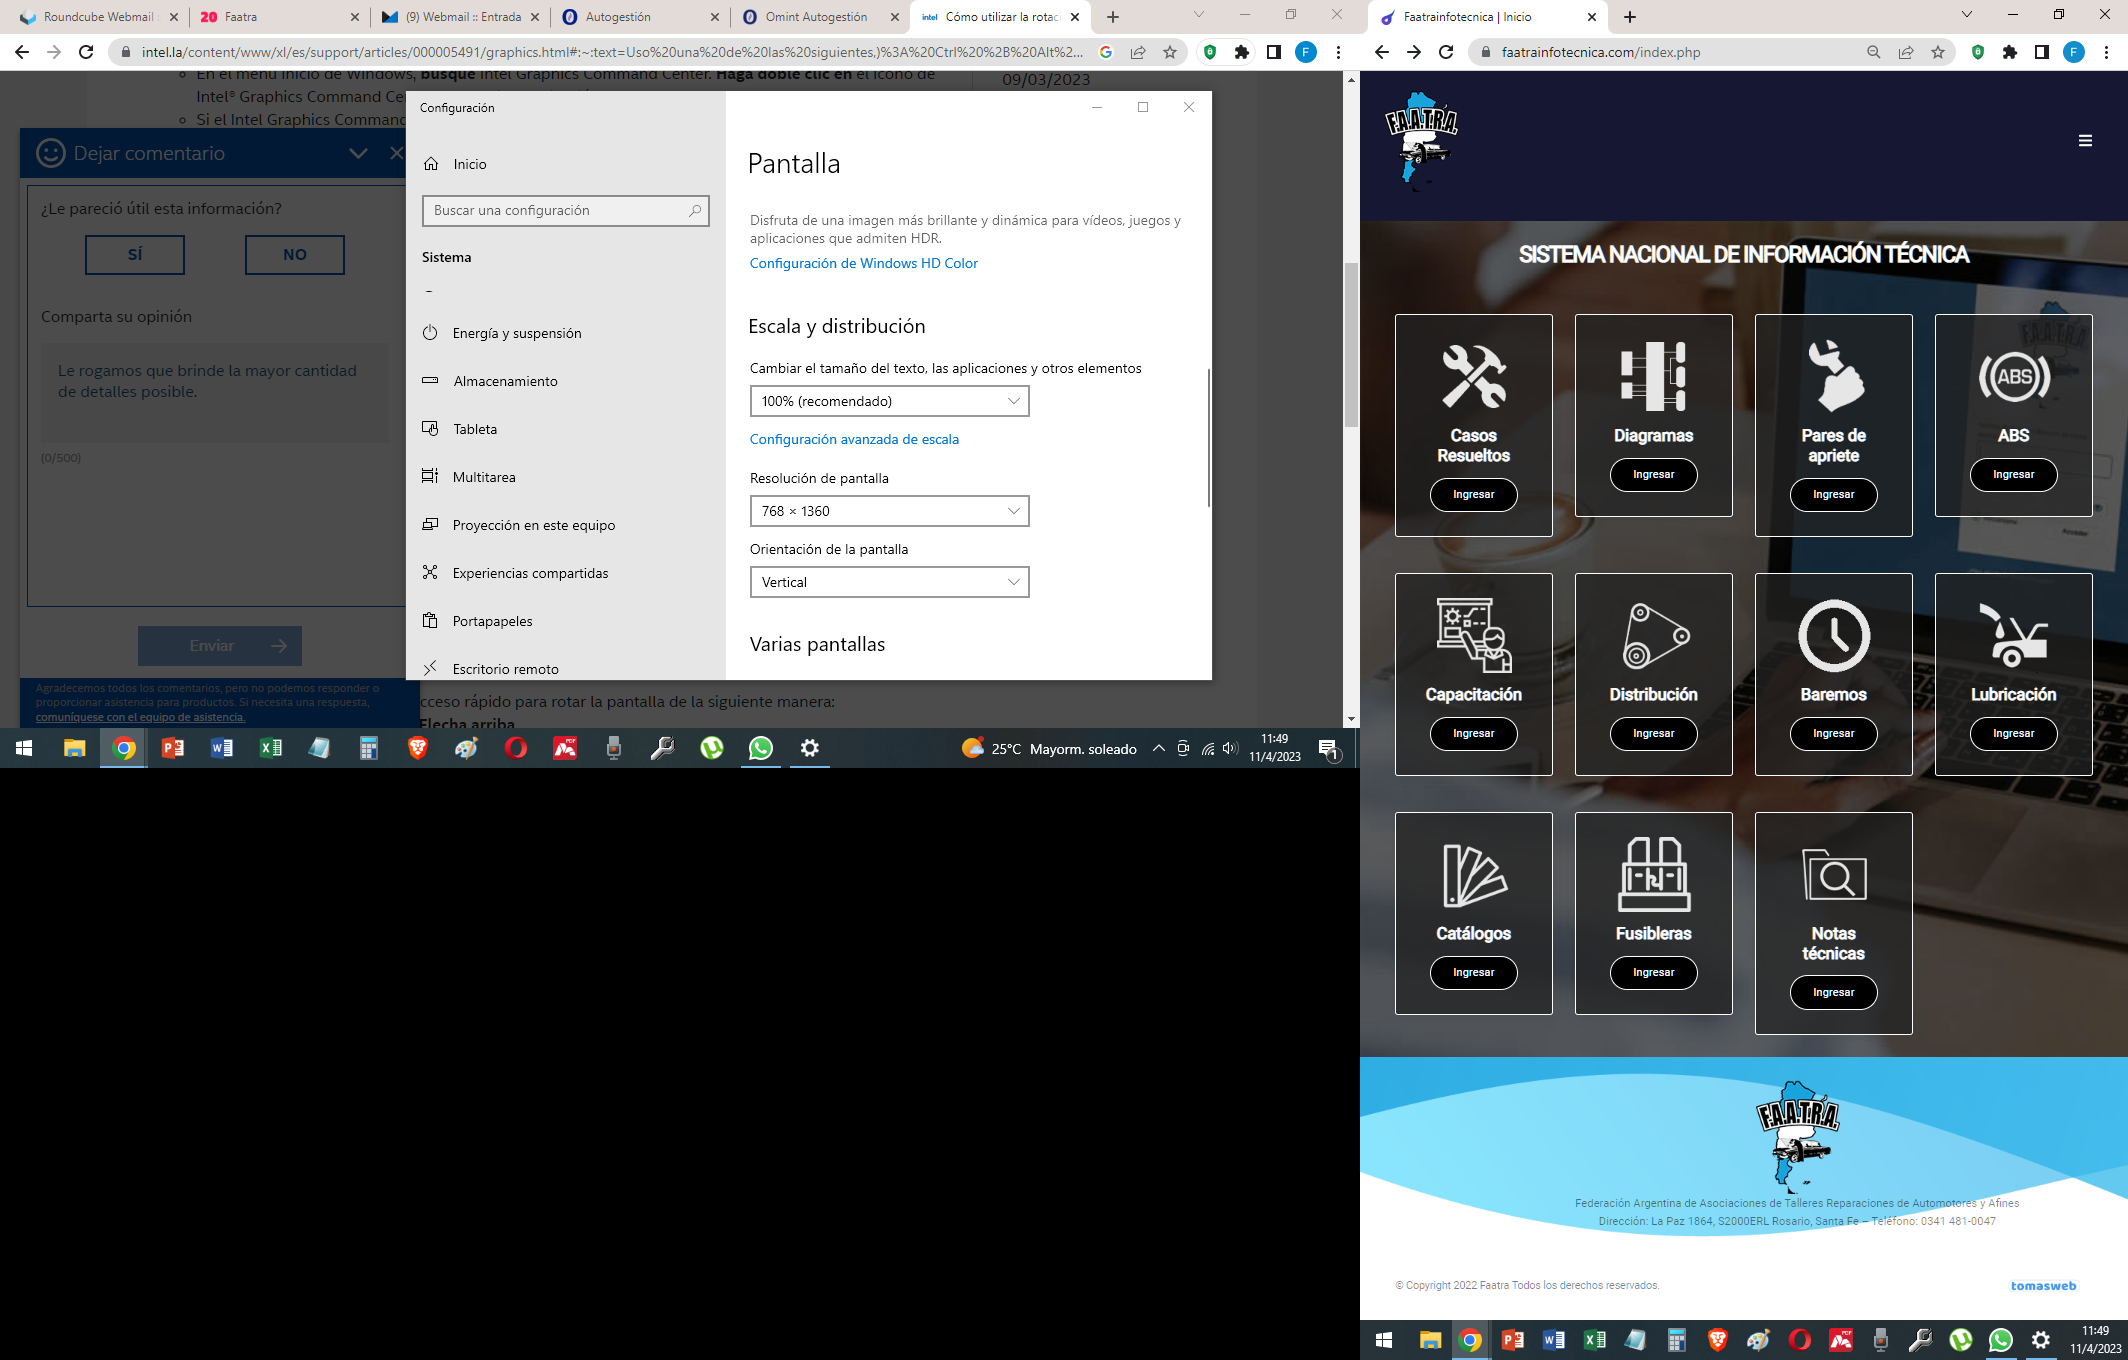 Roundcube Webmail
Faatra
(9) Webmail :: Entrada
Autogestión
Omint Autogestión
intel Cómo utilizar la rotac
intel.la/content/www/xl/es/support/articles/000005491/graphics.html#:~:text=Uso%20una%20de%20las%20siguientes,)%3A%20Ctrl%20%2B%20Alt%2...
F
En el menú Inicio de Windows, busque Intel Graphics Command Center. Haga doble clic en el icono de
Intel® Graphics Command Ce
Si el Intel Graphics Command
09/03/2023
Dejar comentario
¿Le pareció útil esta información?
SÍ
NO
Comparta su opinión
Le rogamos que brinde la mayor cantidad
de detalles posible.
(0/500)
Enviar
Agradecemos todos los comentarios, pero no podemos responder o
proporcionar asistencia para productos. Si necesita una respuesta,
comuníquese con el equipo de asistencia.
cceso rápido para rotar la pantalla de la siguiente manera:
Flecha arriba
Configuración
Inicio
Buscar una configuración
Sistema
Energía y suspensión
Almacenamiento
Tableta
Multitarea
Proyección en este equipo
Experiencias compartidas
Portapapeles
Escritorio remoto
Pantalla
Disfruta de una imagen más brillante y dinámica para vídeos, juegos y
aplicaciones que admiten HDR.
Configuración de Windows HD Color
Escala y distribución
Cambiar el tamaño del texto, las aplicaciones y otros elementos
100% (recomendado)
Configuración avanzada de escala
Resolución de pantalla
768 × 1360
Orientación de la pantalla
Vertical
Varias pantallas
25°C Mayorm. soleado
11:49
11/4/2023
1
Faatrainfotecnica | Inicio
faatrainfotecnica.com/index.php
F
F.A.A.T.R.A.
SISTEMA NACIONAL DE INFORMACIÓN TÉCNICA
Casos
Resueltos
Ingresar
Diagramas
Ingresar
Pares de
apriete
Ingresar
ABS
ABS
Ingresar
Capacitación
Ingresar
Distribución
Ingresar
Baremos
Ingresar
Lubricación
Ingresar
Catálogos
Ingresar
Fusibleras
Ingresar
Notas
técnicas
Ingresar
F.A.A.T.R.A.
Federación Argentina de Asociaciones de Talleres Reparaciones de Automotores y Afines
Dirección: La Paz 1864, S2000ERL Rosario, Santa Fe – Teléfono: 0341 481-0047
© Copyright 2022 Faatra Todos los derechos reservados.
tomasweb
11:49
11/4/2023